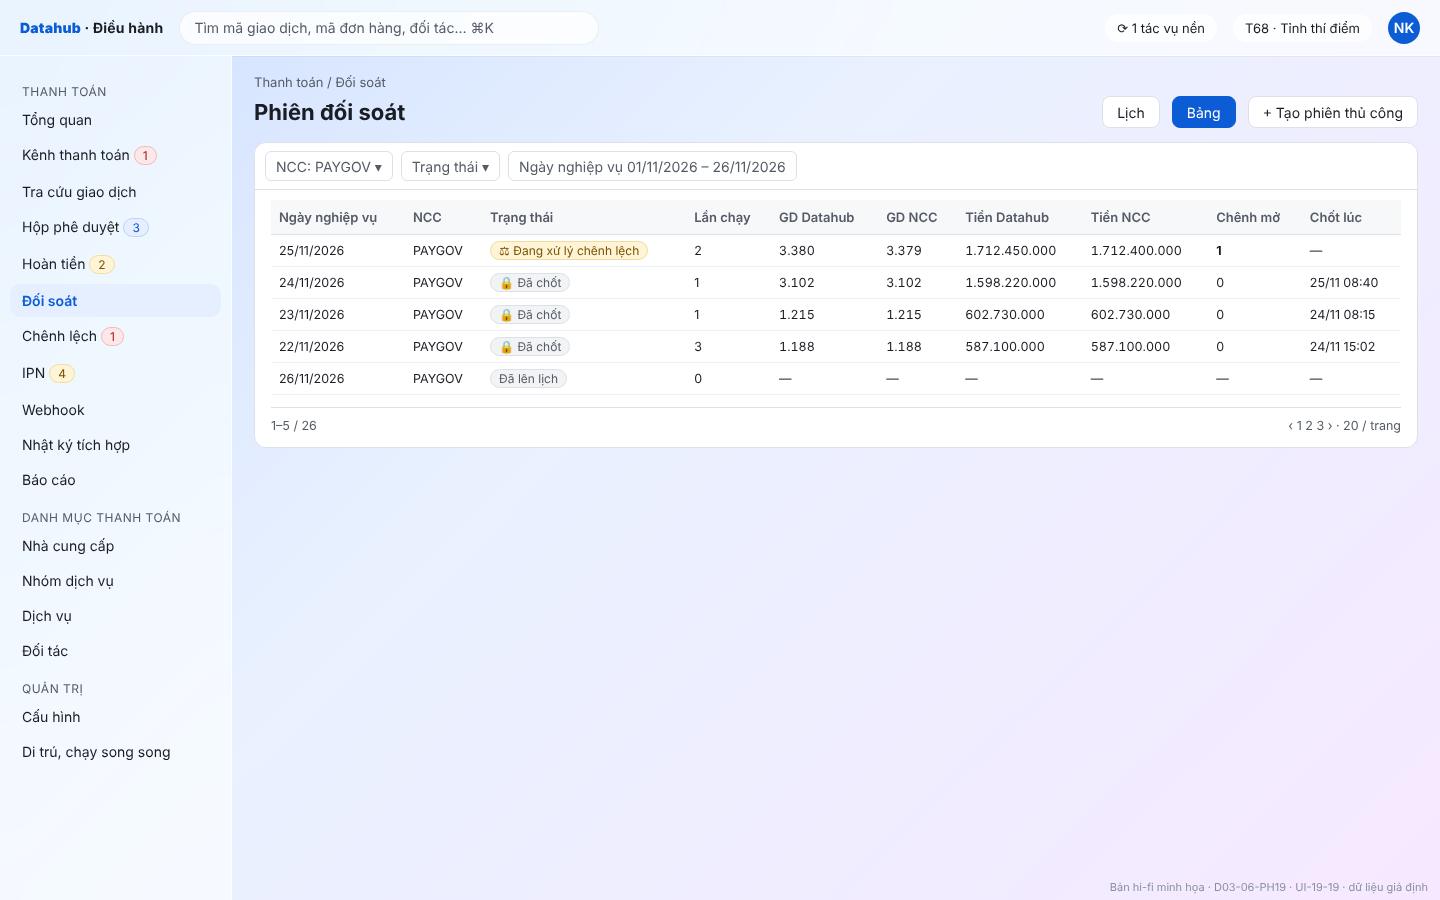 Datahub · Điều hành
Tìm mã giao dịch, mã đơn hàng, đối tác... ⌘K
⟳ 1 tác vụ nền
T68 · Tỉnh thí điểm
NK
THANH TOÁN
Tổng quan
Kênh thanh toán 1
Tra cứu giao dịch
Hộp phê duyệt 3
Hoàn tiền 2
Đối soát
Chênh lệch 1
IPN 4
Webhook
Nhật ký tích hợp
Báo cáo
DANH MỤC THANH TOÁN
Nhà cung cấp
Nhóm dịch vụ
Dịch vụ
Đối tác
QUẢN TRỊ
Cấu hình
Di trú, chạy song song
Thanh toán / Đối soát
Phiên đối soát
Lịch
Bảng
+ Tạo phiên thủ công
NCC: PAYGOV ▾
Trạng thái ▾
Ngày nghiệp vụ 01/11/2026 – 26/11/2026
Ngày nghiệp vụ NCC Trạng thái Lần chạy GD Datahub GD NCC Tiền Datahub Tiền NCC Chênh mở Chốt lúc
25/11/2026 PAYGOV ⚖ Đang xử lý chênh lệch 2 3.380 3.379 1.712.450.000 1.712.400.000 1 —
24/11/2026 PAYGOV 🔒 Đã chốt 1 3.102 3.102 1.598.220.000 1.598.220.000 0 25/11 08:40
23/11/2026 PAYGOV 🔒 Đã chốt 1 1.215 1.215 602.730.000 602.730.000 0 24/11 08:15
22/11/2026 PAYGOV 🔒 Đã chốt 3 1.188 1.188 587.100.000 587.100.000 0 24/11 15:02
26/11/2026 PAYGOV Đã lên lịch 0 — — — — — —
1–5 / 26
‹ 1 2 3 › · 20 / trang
Bản hi-fi minh họa · D03-06-PH19 · UI-19-19 · dữ liệu giả định